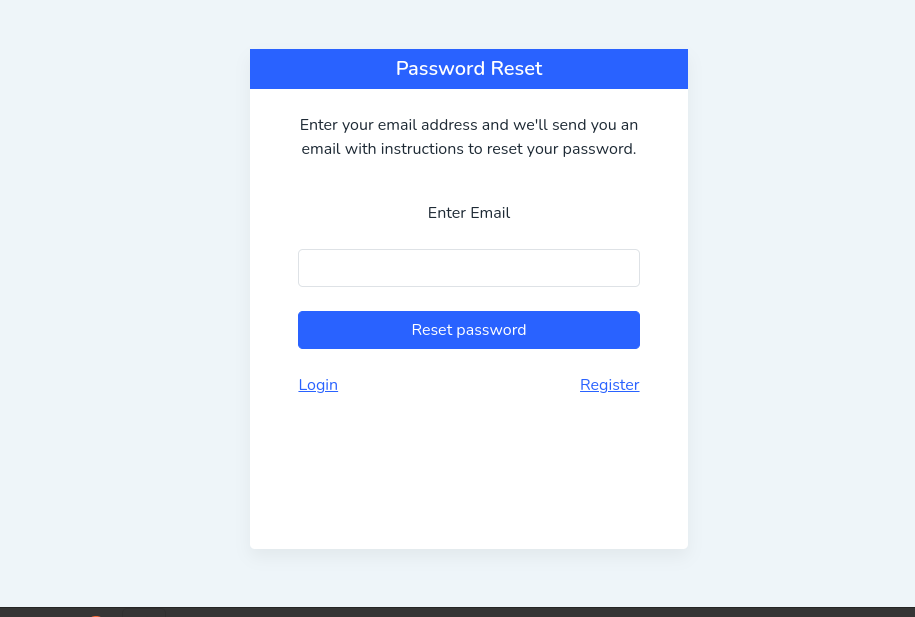 Password Reset
Enter your email address and we'll send you an
email with instructions to reset your password.
Enter Email
Reset password
Login
Register